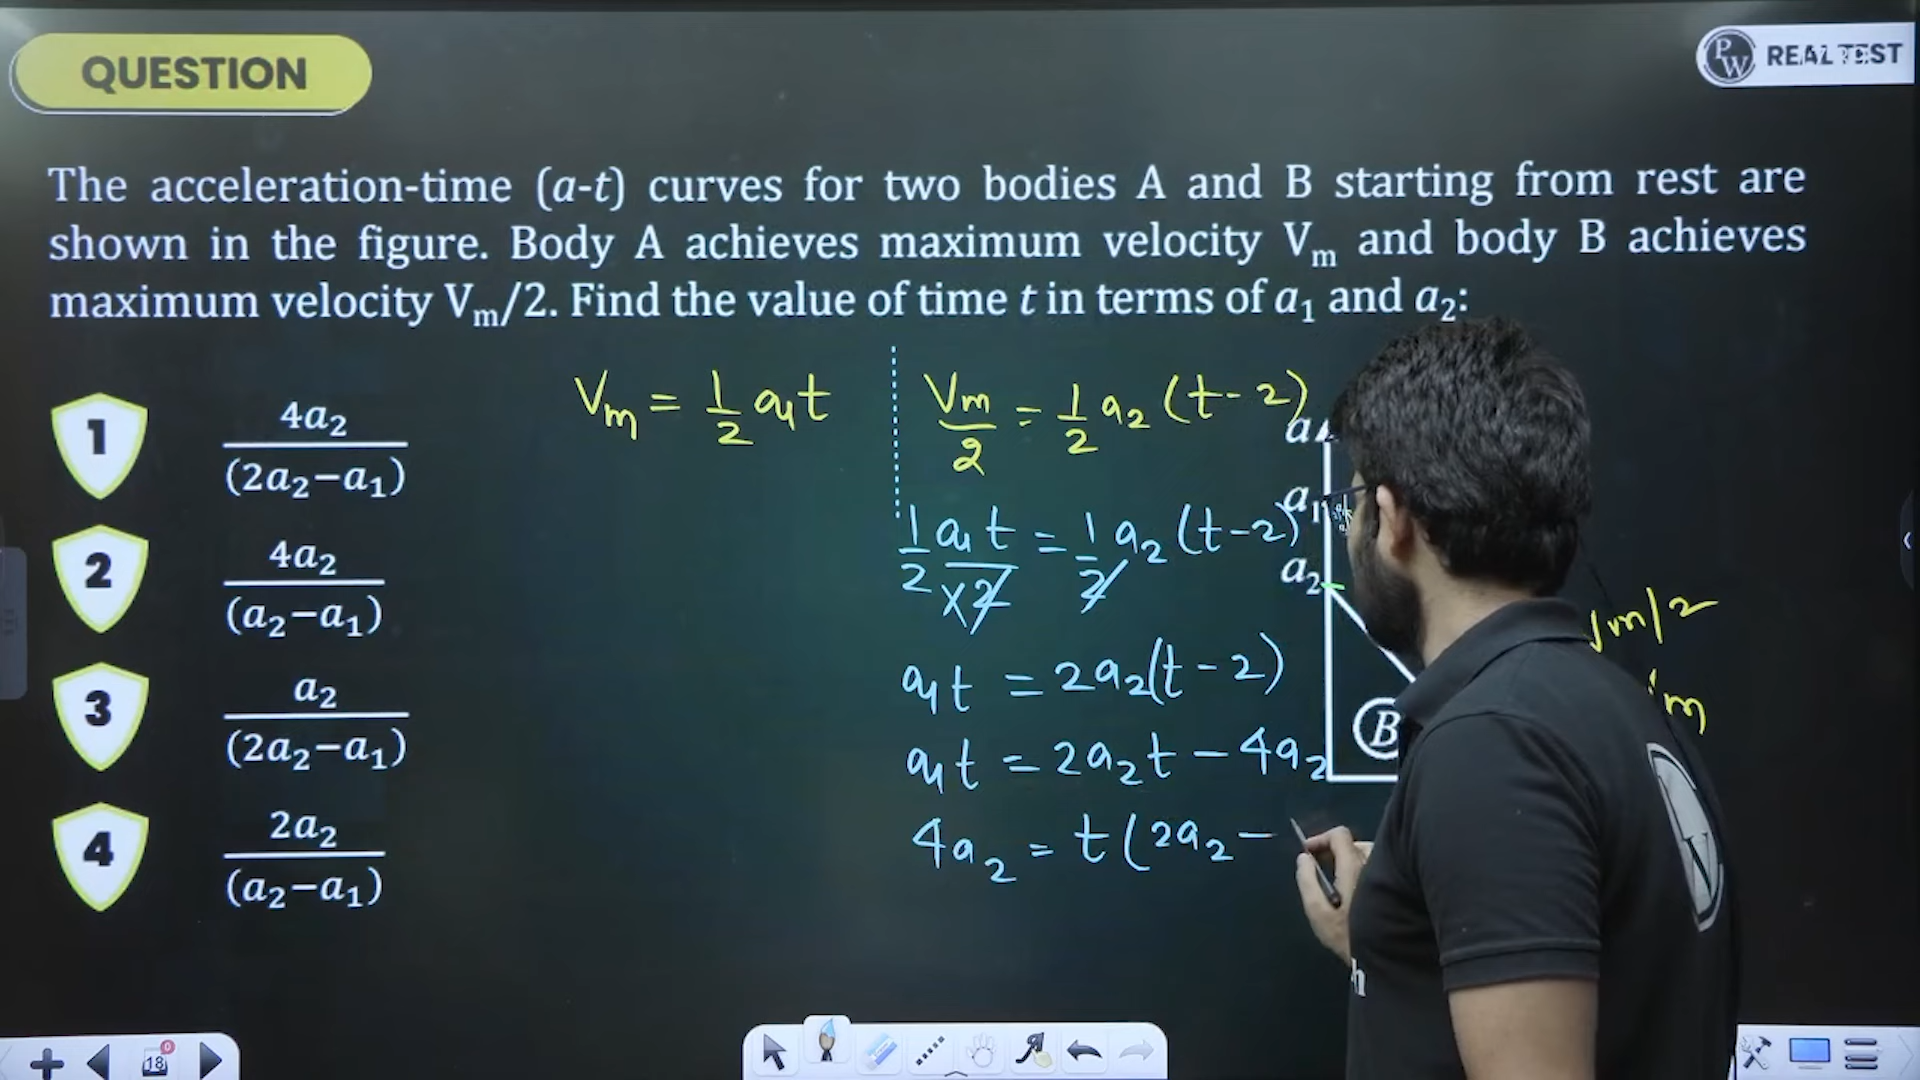 QUESTION
PW REAL TEST
The acceleration-time (a-t) curves for two bodies A and B starting from rest are
shown in the figure. Body A achieves maximum velocity Vm and body B achieves
maximum velocity Vm/2. Find the value of time t in terms of a₁ and a₂:
Vm = 1/2 a₁t
Vm/2 = 1/2 a₂(t-2)
1 4a₂/(2a₂−a₁)
2 4a₂/(a₂−a₁)
3 a₂/(2a₂−a₁)
4 2a₂/(a₂−a₁)
1/2 a₁t/×2 = 1/2 a₂(t-2)
a₁t = 2a₂(t-2)
a₁t = 2a₂t - 4a₂
4a₂ = t(2a₂ -
a
a₁
a₂
B
Vm/2
m
h
18
0